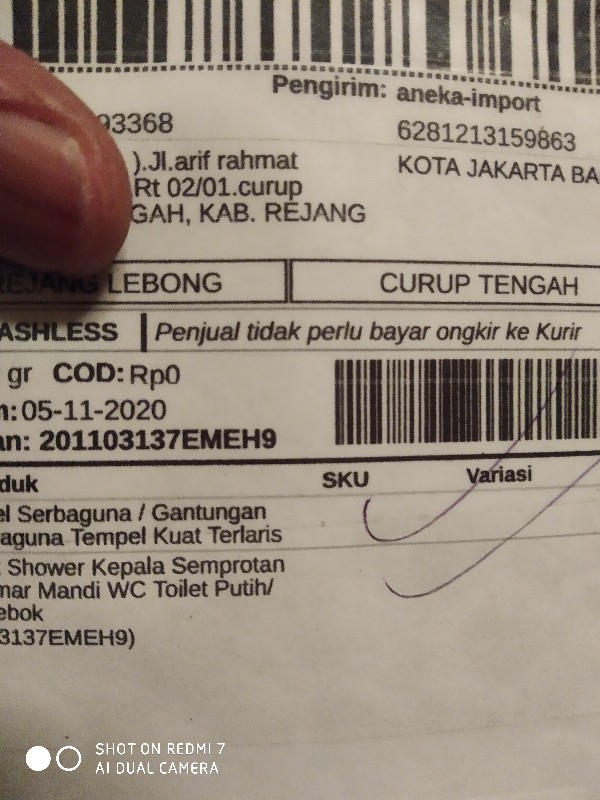 Pengirim: aneka-import
93368
6281213159863
).Jl.arif rahmat
KOTA JAKARTA BA
Rt 02/01.curup
GAH, KAB. REJANG
REJANG LEBONG
CURUP TENGAH
ASHLESS
Penjual tidak perlu bayar ongkir ke Kurir
gr COD: Rp0
n: 05-11-2020
an: 201103137EMEH9
duk SKU Variasi
el Serbaguna / Gantungan
aguna Tempel Kuat Terlaris
t Shower Kepala Semprotan
mar Mandi WC Toilet Putih/
ebok
3137EMEH9)
SHOT ON REDMI 7
AI DUAL CAMERA